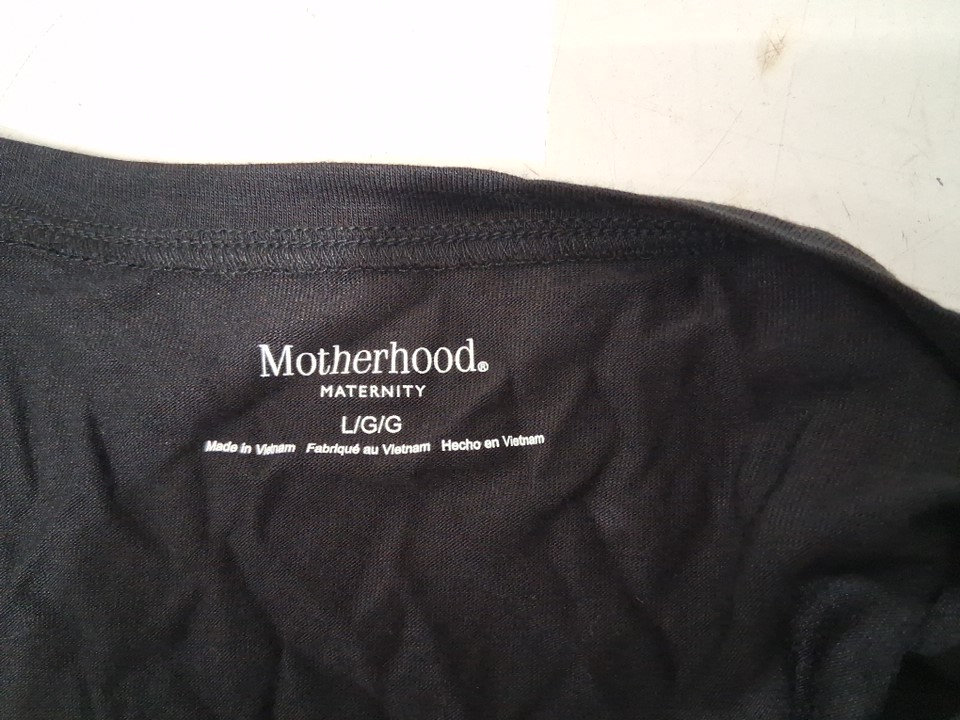 Motherhood®
MATERNITY
L/G/G
Made in Vietnam Fabriqué au Vietnam Hecho en Vietnam